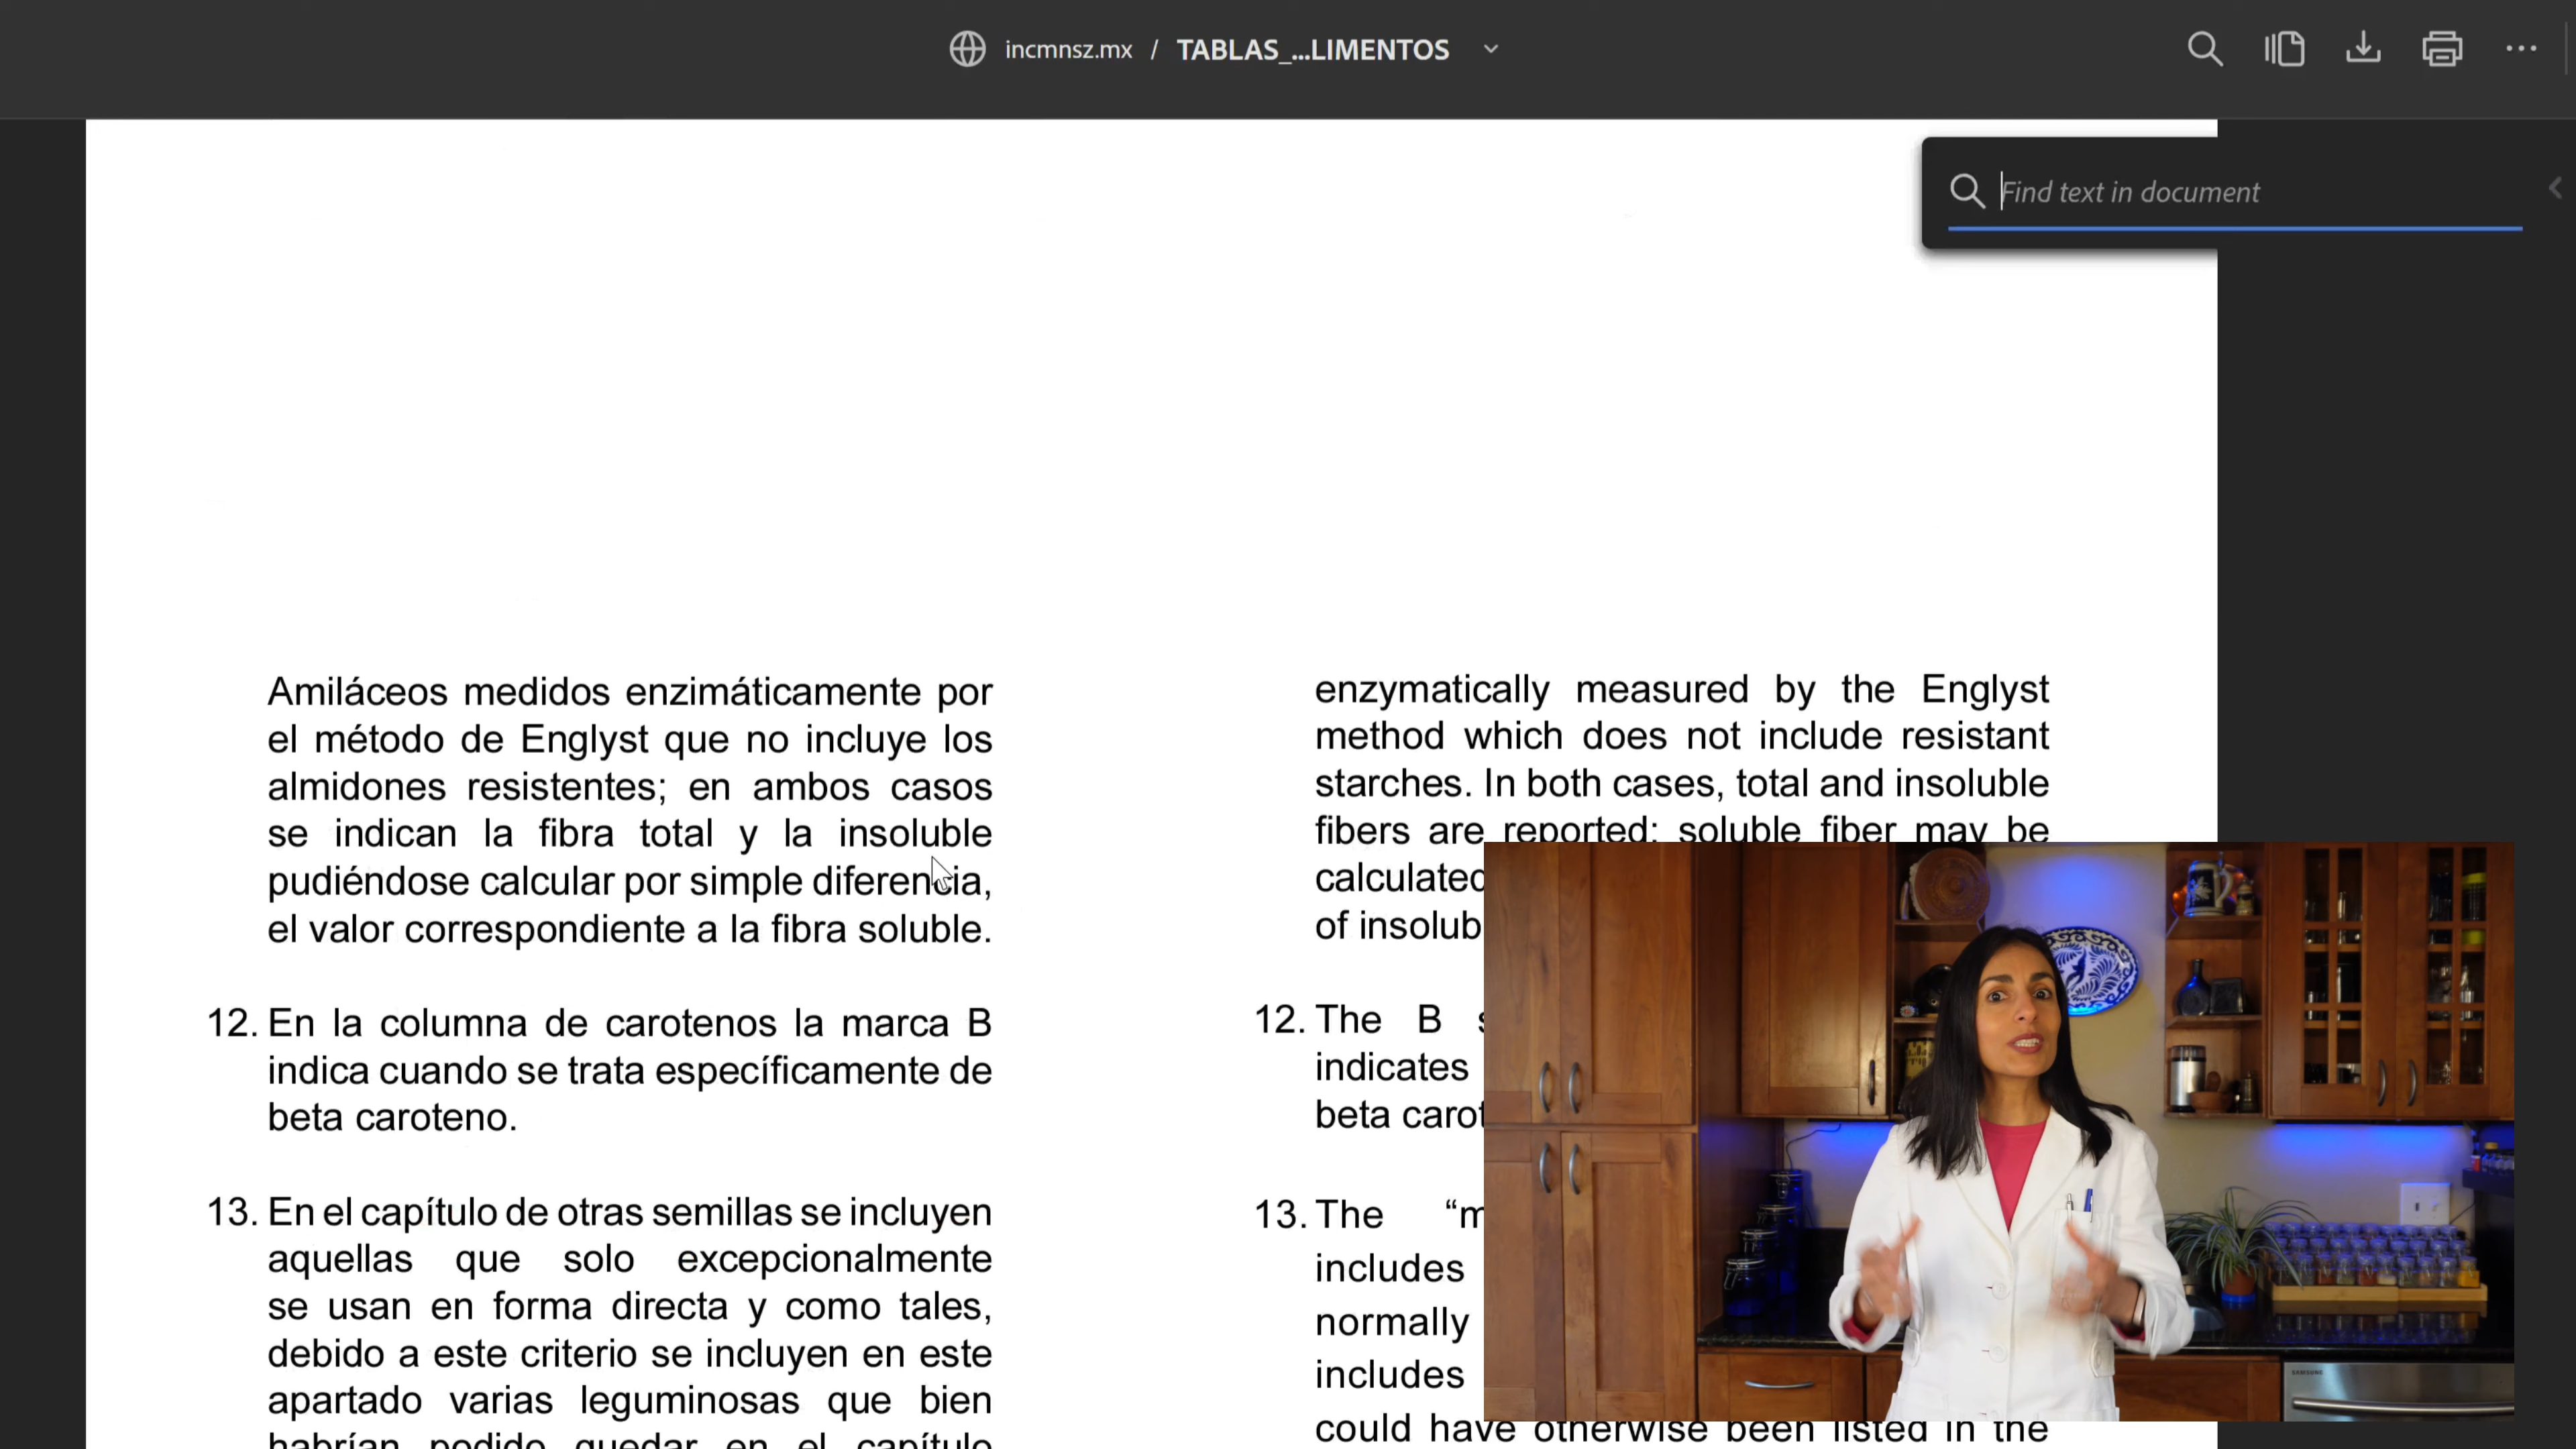 incmnsz.mx / TABLAS_...LIMENTOS
Find text in document
Amiláceos medidos enzimáticamente por
el método de Englyst que no incluye los
almidones resistentes; en ambos casos
se indican la fibra total y la insoluble
pudiéndose calcular por simple diferencia,
el valor correspondiente a la fibra soluble.
12. En la columna de carotenos la marca B
indica cuando se trata específicamente de
beta caroteno.
13. En el capítulo de otras semillas se incluyen
aquellas que solo excepcionalmente
se usan en forma directa y como tales,
debido a este criterio se incluyen en este
apartado varias leguminosas que bien
habrían podido quedar en el capítulo
enzymatically measured by the Englyst
method which does not include resistant
starches. In both cases, total and insoluble
fibers are reported; soluble fiber may be
calculated
of insolub
12. The B
indicates
beta carot
13. The "m
includes
normally
includes
could have otherwise been listed in the
SAMSUNG